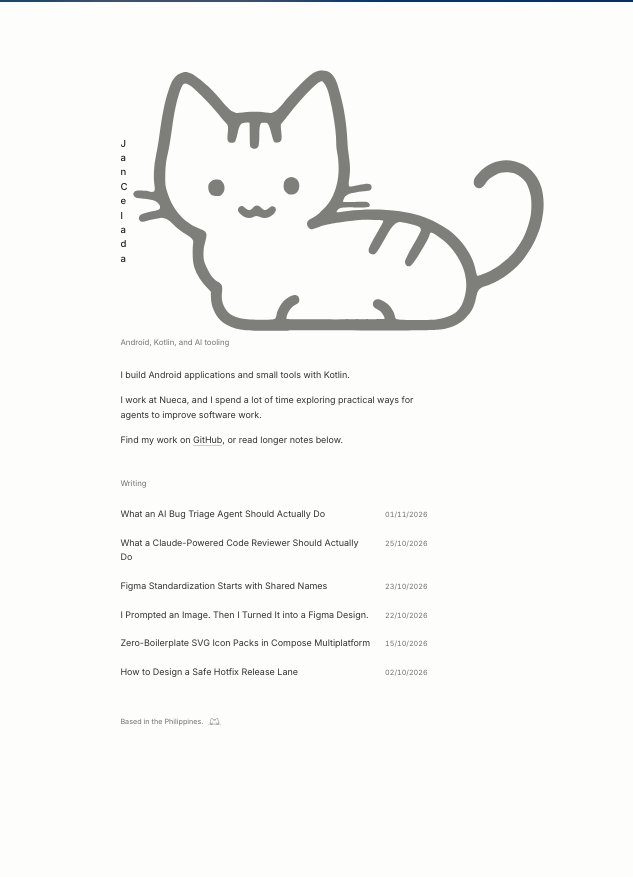 Jan Celada
Android, Kotlin, and AI tooling
I build Android applications and small tools with Kotlin.
I work at Nueca, and I spend a lot of time exploring practical ways for
agents to improve software work.
Find my work on GitHub, or read longer notes below.
Writing
What an AI Bug Triage Agent Should Actually Do 01/11/2026
What a Claude-Powered Code Reviewer Should Actually 25/10/2026
Do
Figma Standardization Starts with Shared Names 23/10/2026
I Prompted an Image. Then I Turned It into a Figma Design. 22/10/2026
Zero-Boilerplate SVG Icon Packs in Compose Multiplatform 15/10/2026
How to Design a Safe Hotfix Release Lane 02/10/2026
Based in the Philippines.